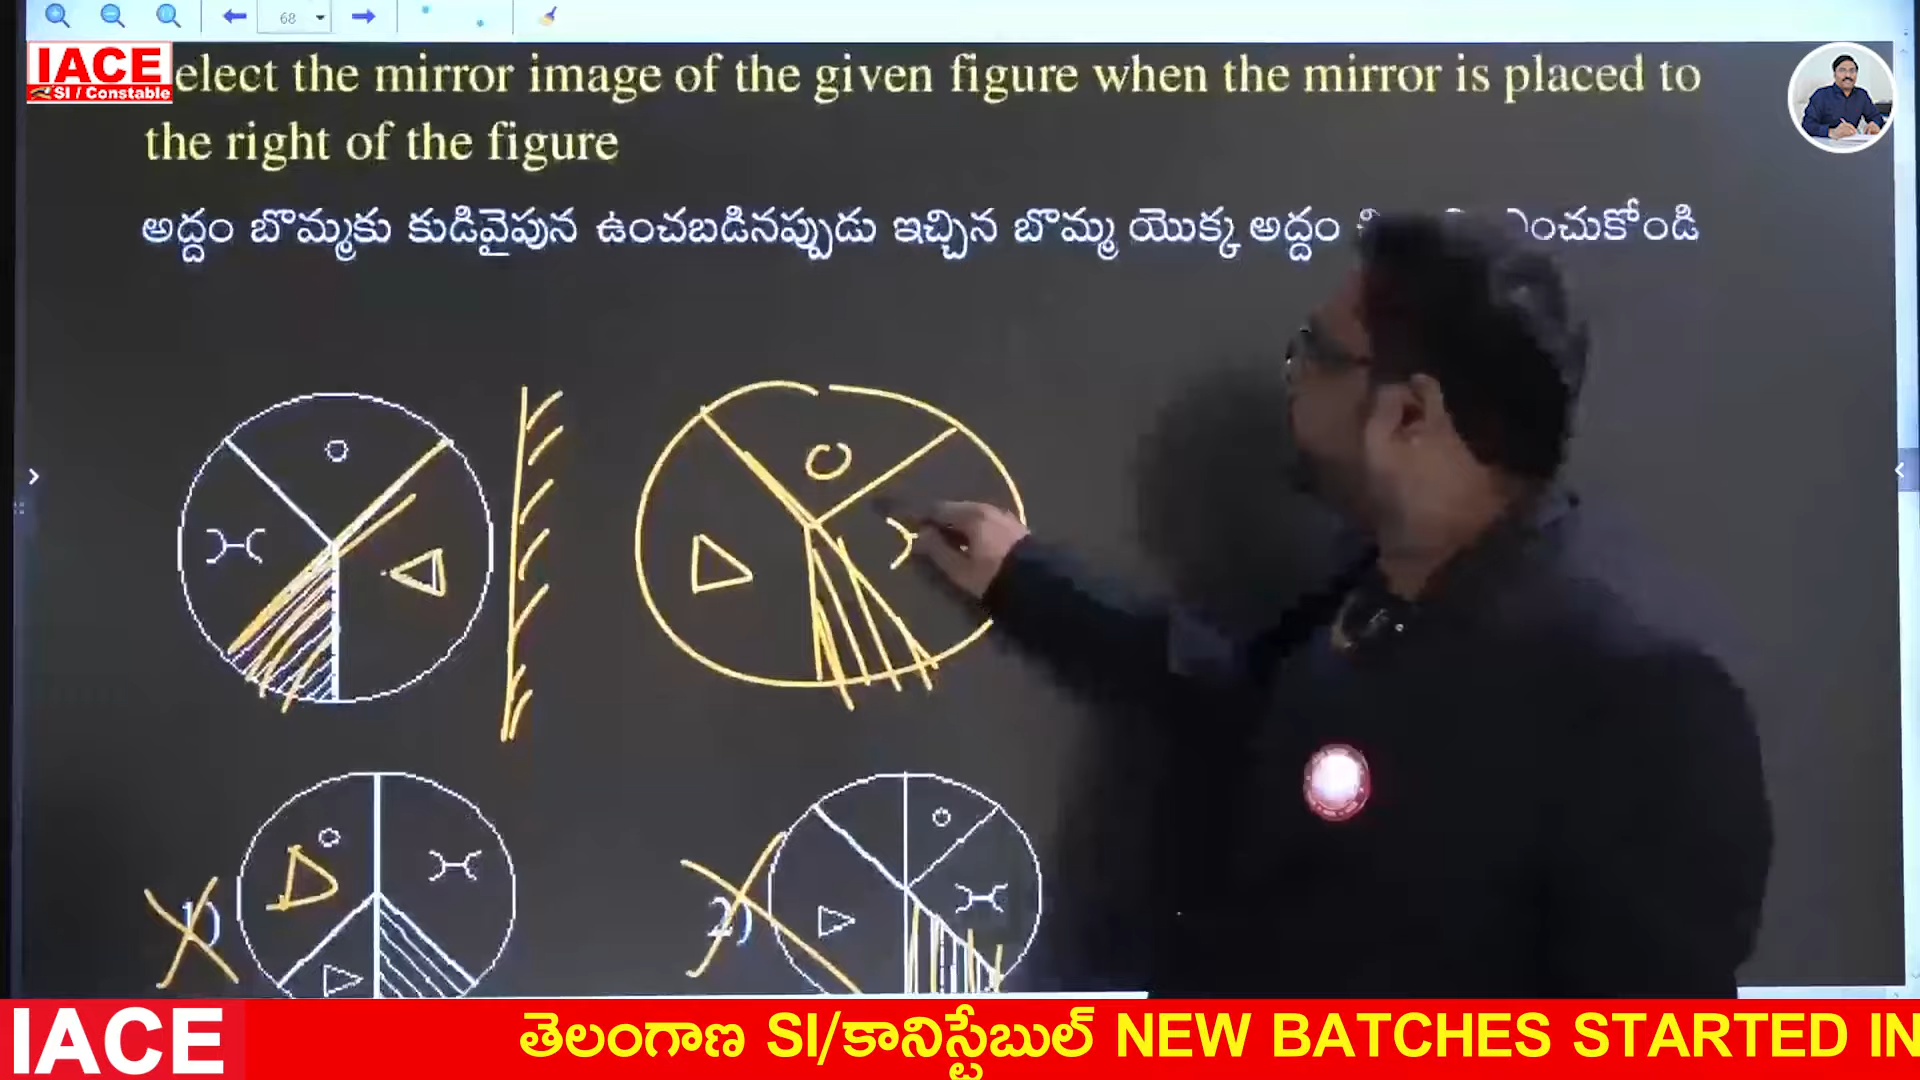 68
IACE
SI / Constable
elect the mirror image of the given figure when the mirror is placed to
the right of the figure
అద్దం బొమ్మకు కుడివైపున ఉంచబడినప్పుడు ఇచ్చిన బొమ్మ యొక్క అద్దం
1)
2)
IACE
తెలంగాణ SI/కానిస్టేబుల్ NEW BATCHES STARTED IN